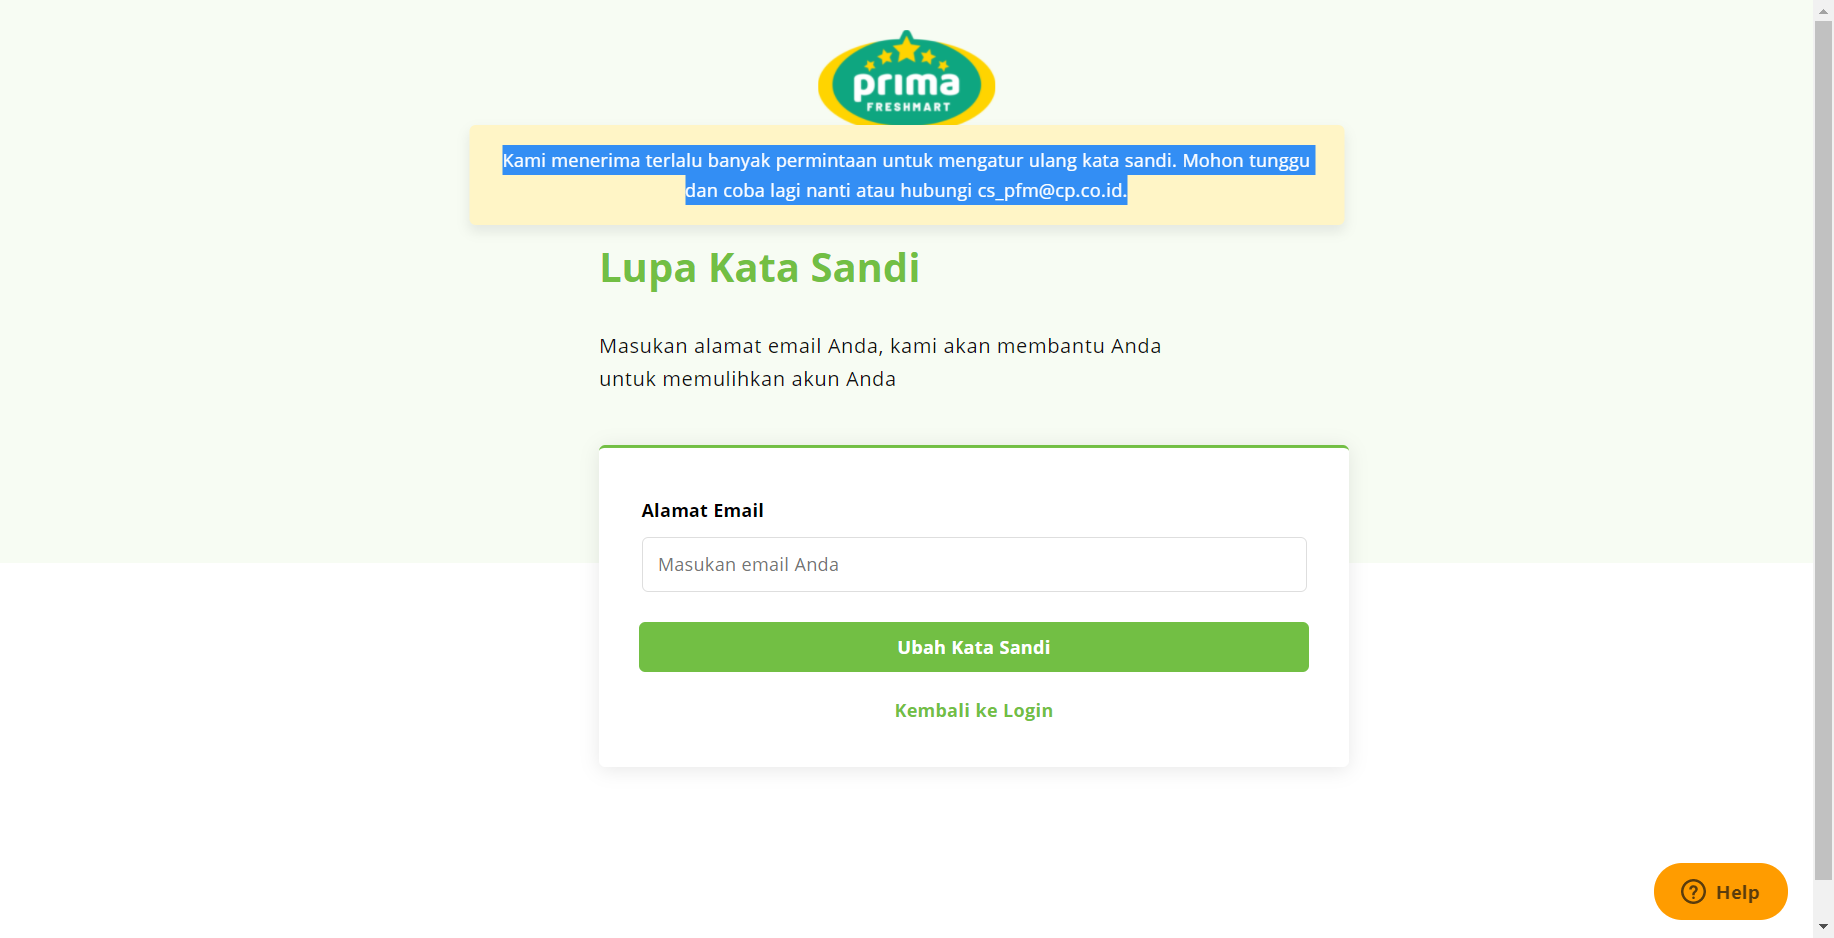 prima
FRESHMART
Kami menerima terlalu banyak permintaan untuk mengatur ulang kata sandi. Mohon tunggu
dan coba lagi nanti atau hubungi cs_pfm@cp.co.id.
Lupa Kata Sandi
Masukan alamat email Anda, kami akan membantu Anda
untuk memulihkan akun Anda
Alamat Email
Masukan email Anda
Ubah Kata Sandi
Kembali ke Login
Help